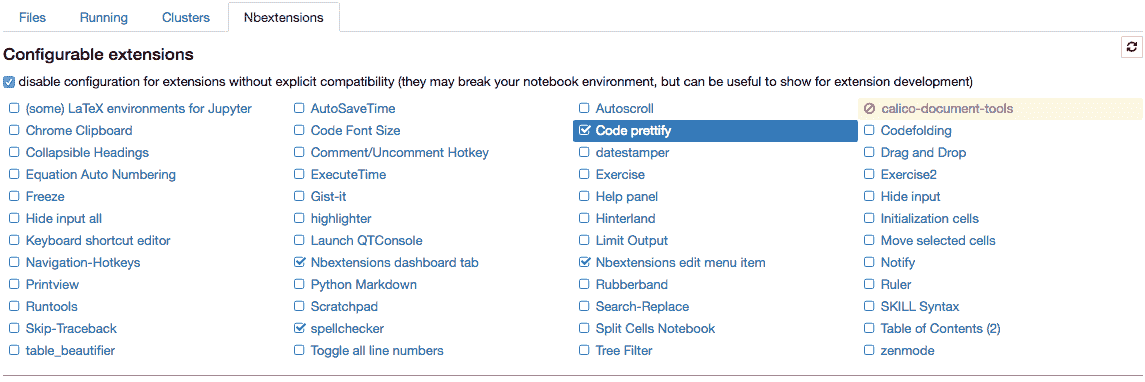 Files Running Clusters Nbextensions
Configurable extensions
disable configuration for extensions without explicit compatibility (they may break your notebook environment, but can be useful to show for extension development)
(some) LaTeX environments for Jupyter AutoSaveTime Autoscroll calico-document-tools
Chrome Clipboard Code Font Size Code prettify Codefolding
Collapsible Headings Comment/Uncomment Hotkey datestamper Drag and Drop
Equation Auto Numbering ExecuteTime Exercise Exercise2
Freeze Gist-it Help panel Hide input
Hide input all highlighter Hinterland Initialization cells
Keyboard shortcut editor Launch QTConsole Limit Output Move selected cells
Navigation-Hotkeys Nbextensions dashboard tab Nbextensions edit menu item Notify
Printview Python Markdown Rubberband Ruler
Runtools Scratchpad Search-Replace SKILL Syntax
Skip-Traceback spellchecker Split Cells Notebook Table of Contents (2)
table_beautifier Toggle all line numbers Tree Filter zenmode